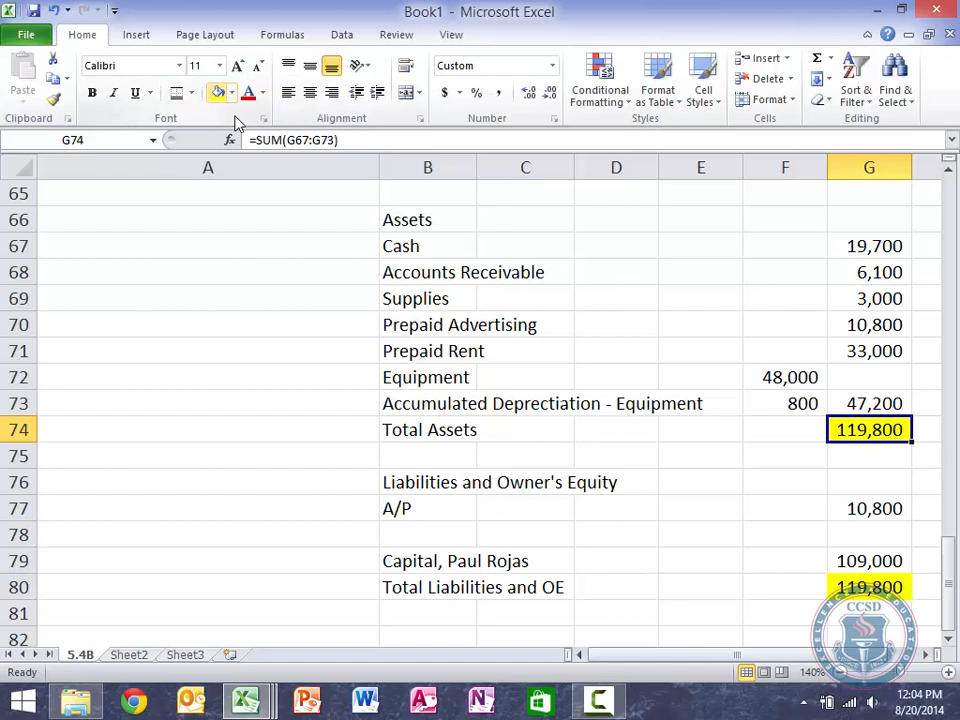 Book1 - Microsoft Excel
File Home Insert Page Layout Formulas Data Review View
Calibri 11 Custom Insert
Paste B I U $ % , Conditional Formatting Format as Table Cell Styles Delete Format Sort & Filter Find & Select
Clipboard Font Alignment Number Styles Cells Editing
G74 fx =SUM(G67:G73)
A B C D E F G
65
66 Assets
67 Cash 19,700
68 Accounts Receivable 6,100
69 Supplies 3,000
70 Prepaid Advertising 10,800
71 Prepaid Rent 33,000
72 Equipment 48,000
73 Accumulated Deprectiation - Equipment 800 47,200
74 Total Assets 119,800
75
76 Liabilities and Owner's Equity
77 A/P 10,800
78
79 Capital, Paul Rojas 109,000
80 Total Liabilities and OE 119,800
81
82
CCSD
5.4B Sheet2 Sheet3
Ready 140%
12:04 PM
8/20/2014